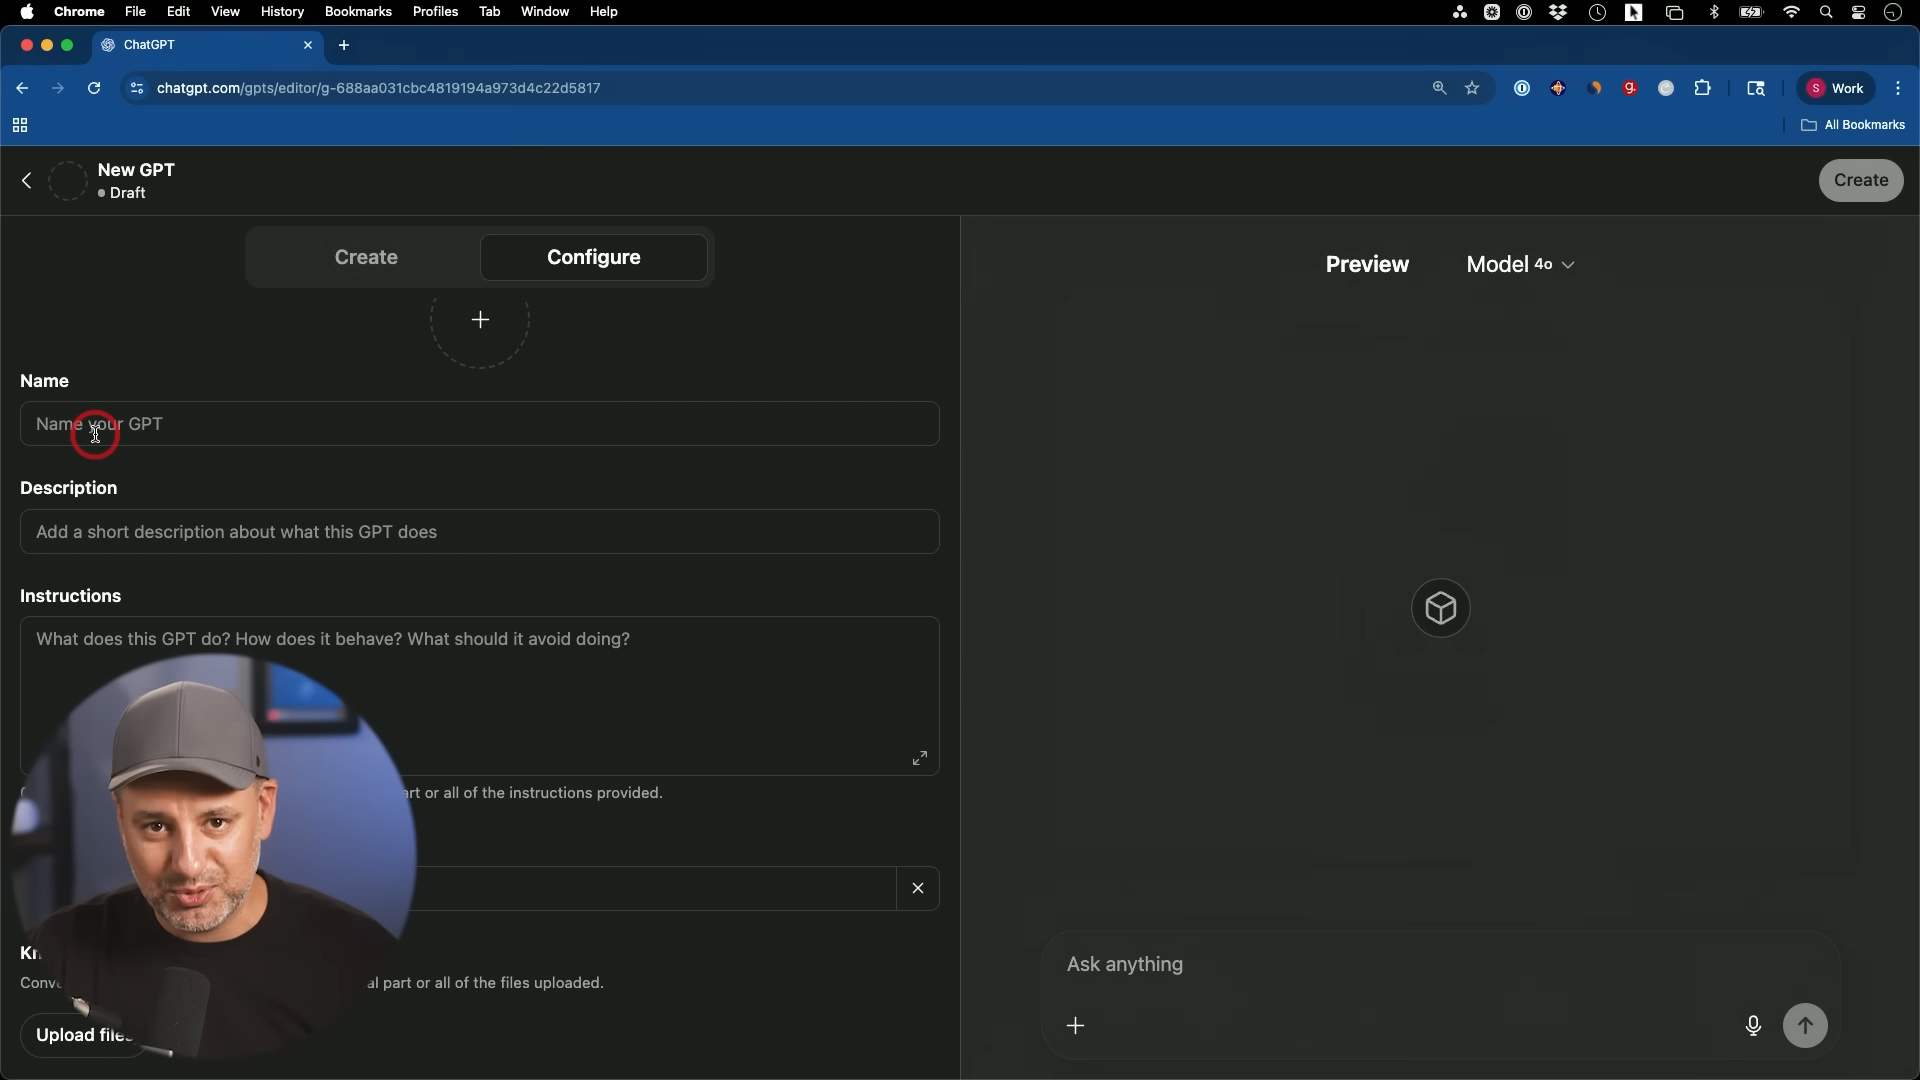 Chrome File Edit View History Bookmarks Profiles Tab Window Help
ChatGPT
chatgpt.com/gpts/editor/g-688aa031cbc4819194a973d4c22d5817
g.
S Work
All Bookmarks
New GPT
Draft
Create
Create Configure
Preview Model 4o
Name
Name your GPT
Description
Add a short description about what this GPT does
Instructions
What does this GPT do? How does it behave? What should it avoid doing?
or all of the instructions provided.
part or all of the files uploaded.
Upload files
Ask anything